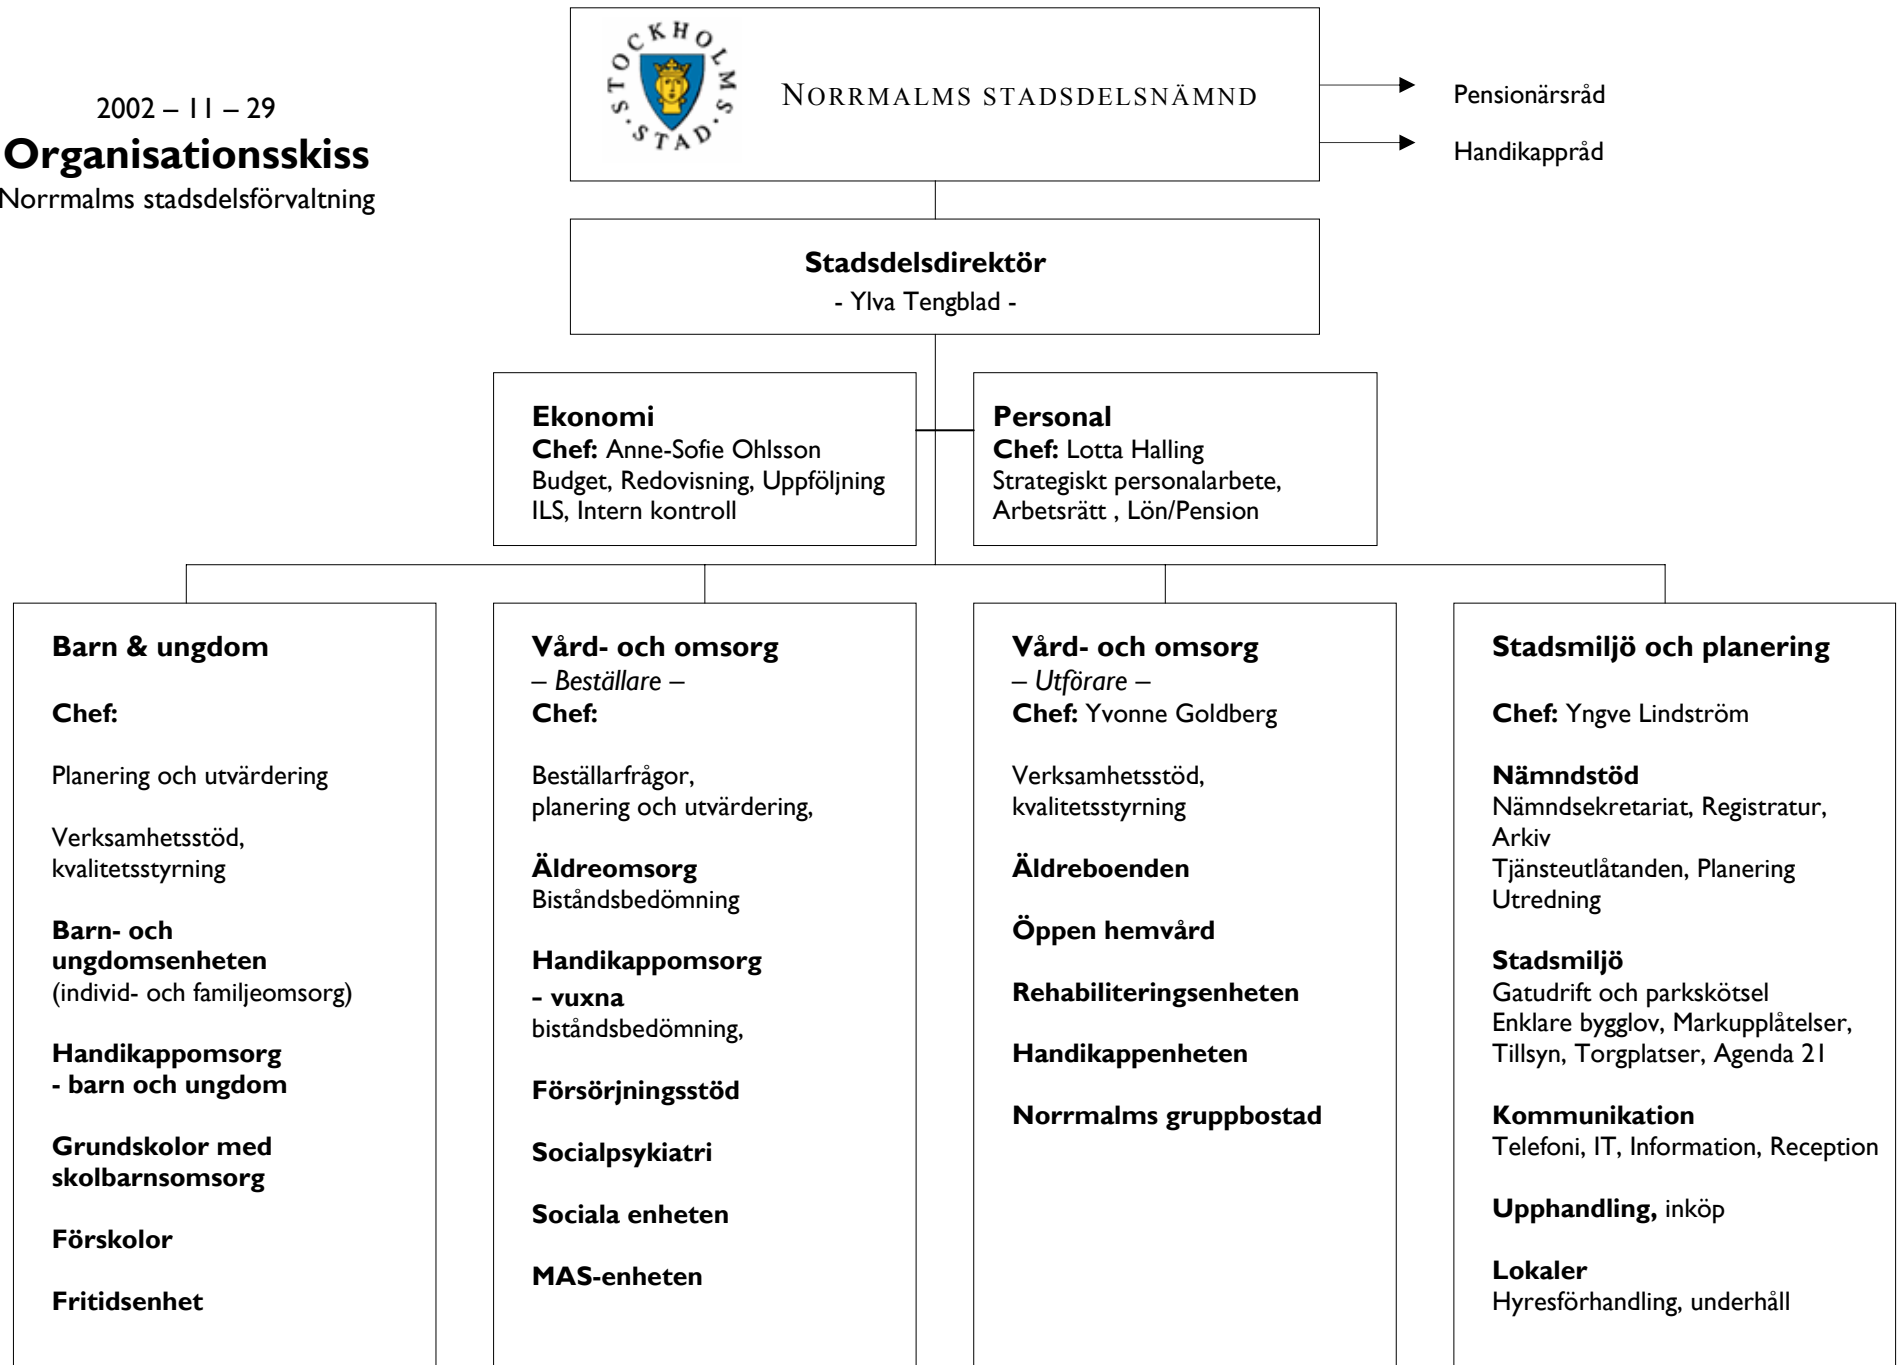 2002 – 11 – 29
Organisationsskiss
Norrmalms stadsdelsförvaltning
STOCKHOLMS · STAD · S
NORRMALMS STADSDELSNÄMND
Pensionärsråd
Handikappråd
Stadsdelsdirektör
- Ylva Tengblad -
Ekonomi
Chef: Anne-Sofie Ohlsson
Budget, Redovisning, Uppföljning
ILS, Intern kontroll
Personal
Chef: Lotta Halling
Strategiskt personalarbete,
Arbetsrätt , Lön/Pension
Barn & ungdom
Chef:
Planering och utvärdering
Verksamhetsstöd,
kvalitetsstyrning
Barn- och
ungdomsenheten
(individ- och familjeomsorg)
Handikappomsorg
- barn och ungdom
Grundskolor med
skolbarnsomsorg
Förskolor
Fritidsenhet
Vård- och omsorg
– Beställare –
Chef:
Beställarfrågor,
planering och utvärdering,
Äldreomsorg
Biståndsbedömning
Handikappomsorg
- vuxna
biståndsbedömning,
Försörjningsstöd
Socialpsykiatri
Sociala enheten
MAS-enheten
Vård- och omsorg
– Utförare –
Chef: Yvonne Goldberg
Verksamhetsstöd,
kvalitetsstyrning
Äldreboenden
Öppen hemvård
Rehabiliteringsenheten
Handikappenheten
Norrmalms gruppbostad
Stadsmiljö och planering
Chef: Yngve Lindström
Nämndstöd
Nämndsekretariat, Registratur,
Arkiv
Tjänsteutlåtanden, Planering
Utredning
Stadsmiljö
Gatudrift och parkskötsel
Enklare bygglov, Markupplåtelser,
Tillsyn, Torgplatser, Agenda 21
Kommunikation
Telefoni, IT, Information, Reception
Upphandling, inköp
Lokaler
Hyresförhandling, underhåll